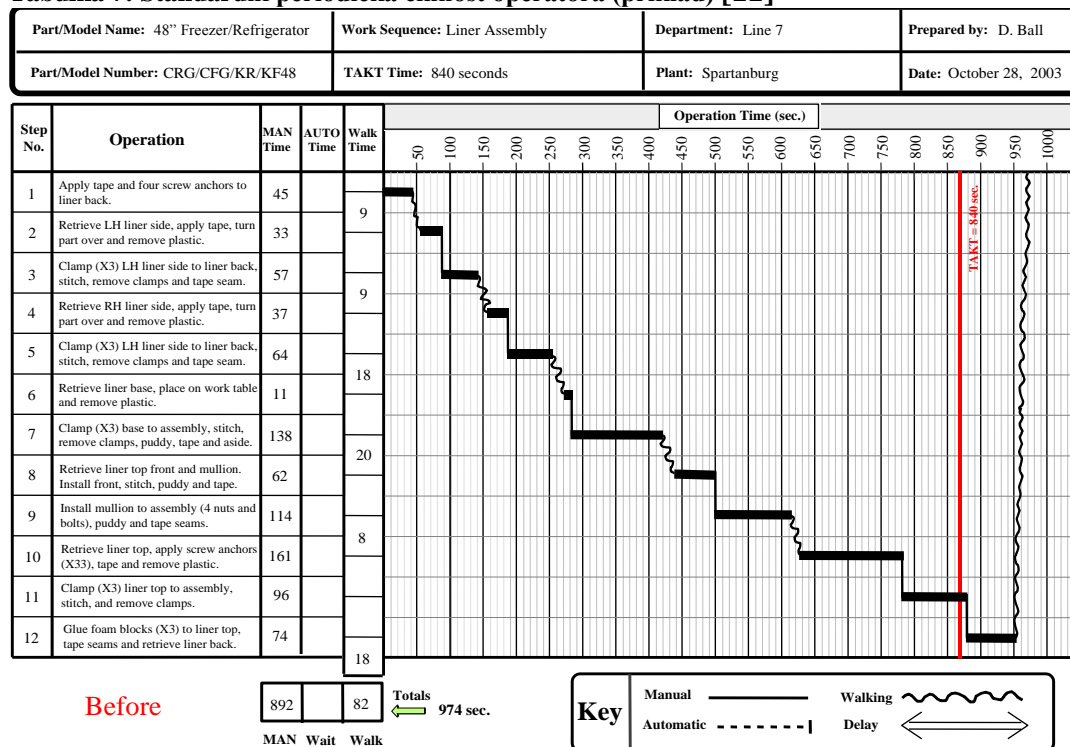 Part/Model Name: 48” Freezer/Refrigerator
Work Sequence: Liner Assembly
Department: Line 7
Prepared by: D. Ball
Part/Model Number: CRG/CFG/KR/KF48
TAKT Time: 840 seconds
Plant: Spartanburg
Date: October 28, 2003
Operation Time (sec.)
Step
No.
Operation
MAN
Time
AUTO
Time
Walk
Time
50
100
150
200
250
300
350
400
450
500
550
600
650
700
750
800
850
900
950
1000
1
Apply tape and four screw anchors to
liner back.
45
9
2
Retrieve LH liner side, apply tape, turn
part over and remove plastic.
33
3
Clamp (X3) LH liner side to liner back,
stitch, remove clamps and tape seam.
57
9
4
Retrieve RH liner side, apply tape, turn
part over and remove plastic.
37
5
Clamp (X3) LH liner side to liner back,
stitch, remove clamps and tape seam.
64
18
6
Retrieve liner base, place on work table
and remove plastic.
11
7
Clamp (X3) base to assembly, stitch,
remove clamps, puddy, tape and aside.
138
20
8
Retrieve liner top front and mullion.
Install front, stitch, puddy and tape.
62
9
Install mullion to assembly (4 nuts and
bolts), puddy and tape seams.
114
8
10
Retrieve liner top, apply screw anchors
(X33), tape and remove plastic.
161
11
Clamp (X3) liner top to assembly,
stitch, and remove clamps.
96
12
Glue foam blocks (X3) to liner top,
tape seams and retrieve liner back.
74
18
TAKT = 840 sec.
Before
892
82
Totals
974 sec.
MAN Wait Walk
Key
Manual
Walking
Automatic
Delay